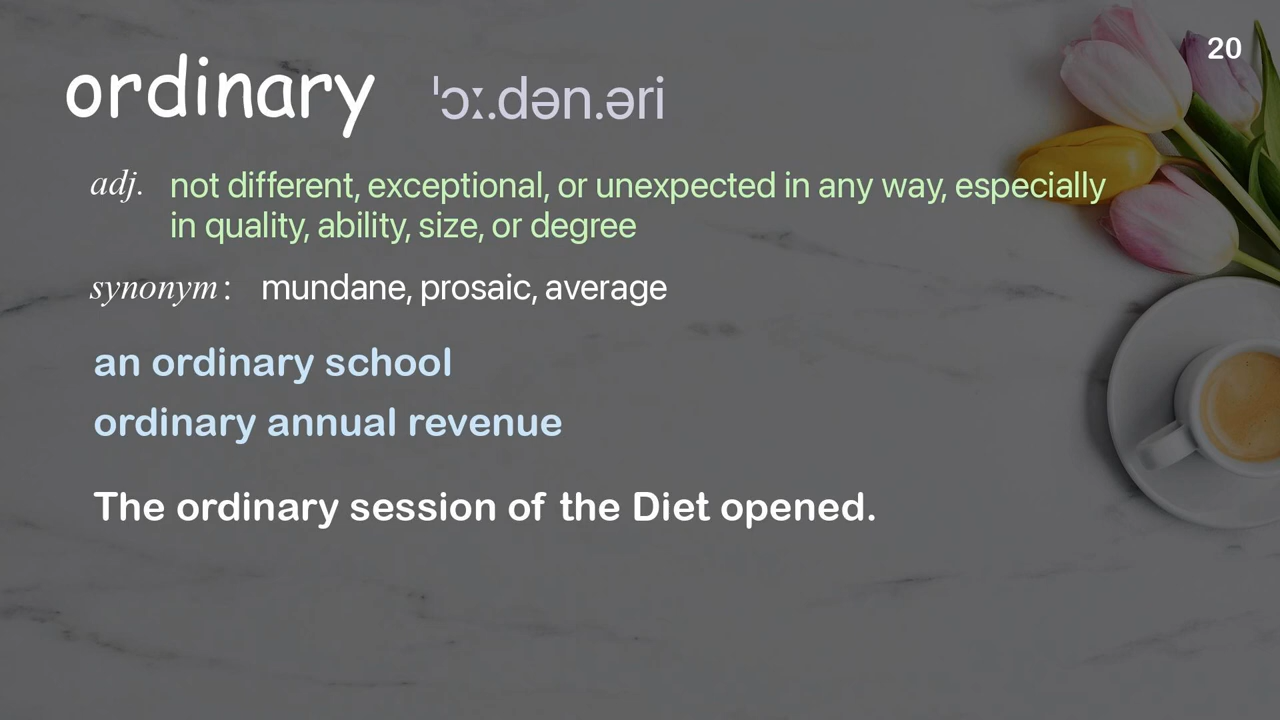 20
ordinary ˈɔː.dən.əri
adj. not different, exceptional, or unexpected in any way, especially
in quality, ability, size, or degree
synonym: mundane, prosaic, average
an ordinary school
ordinary annual revenue
The ordinary session of the Diet opened.